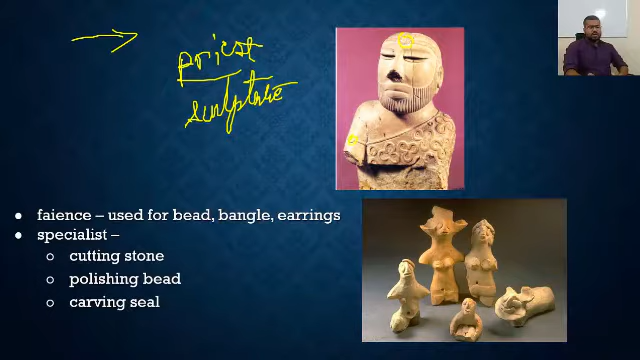 priest
sculpture
faience – used for bead, bangle, earrings
specialist –
cutting stone
polishing bead
carving seal